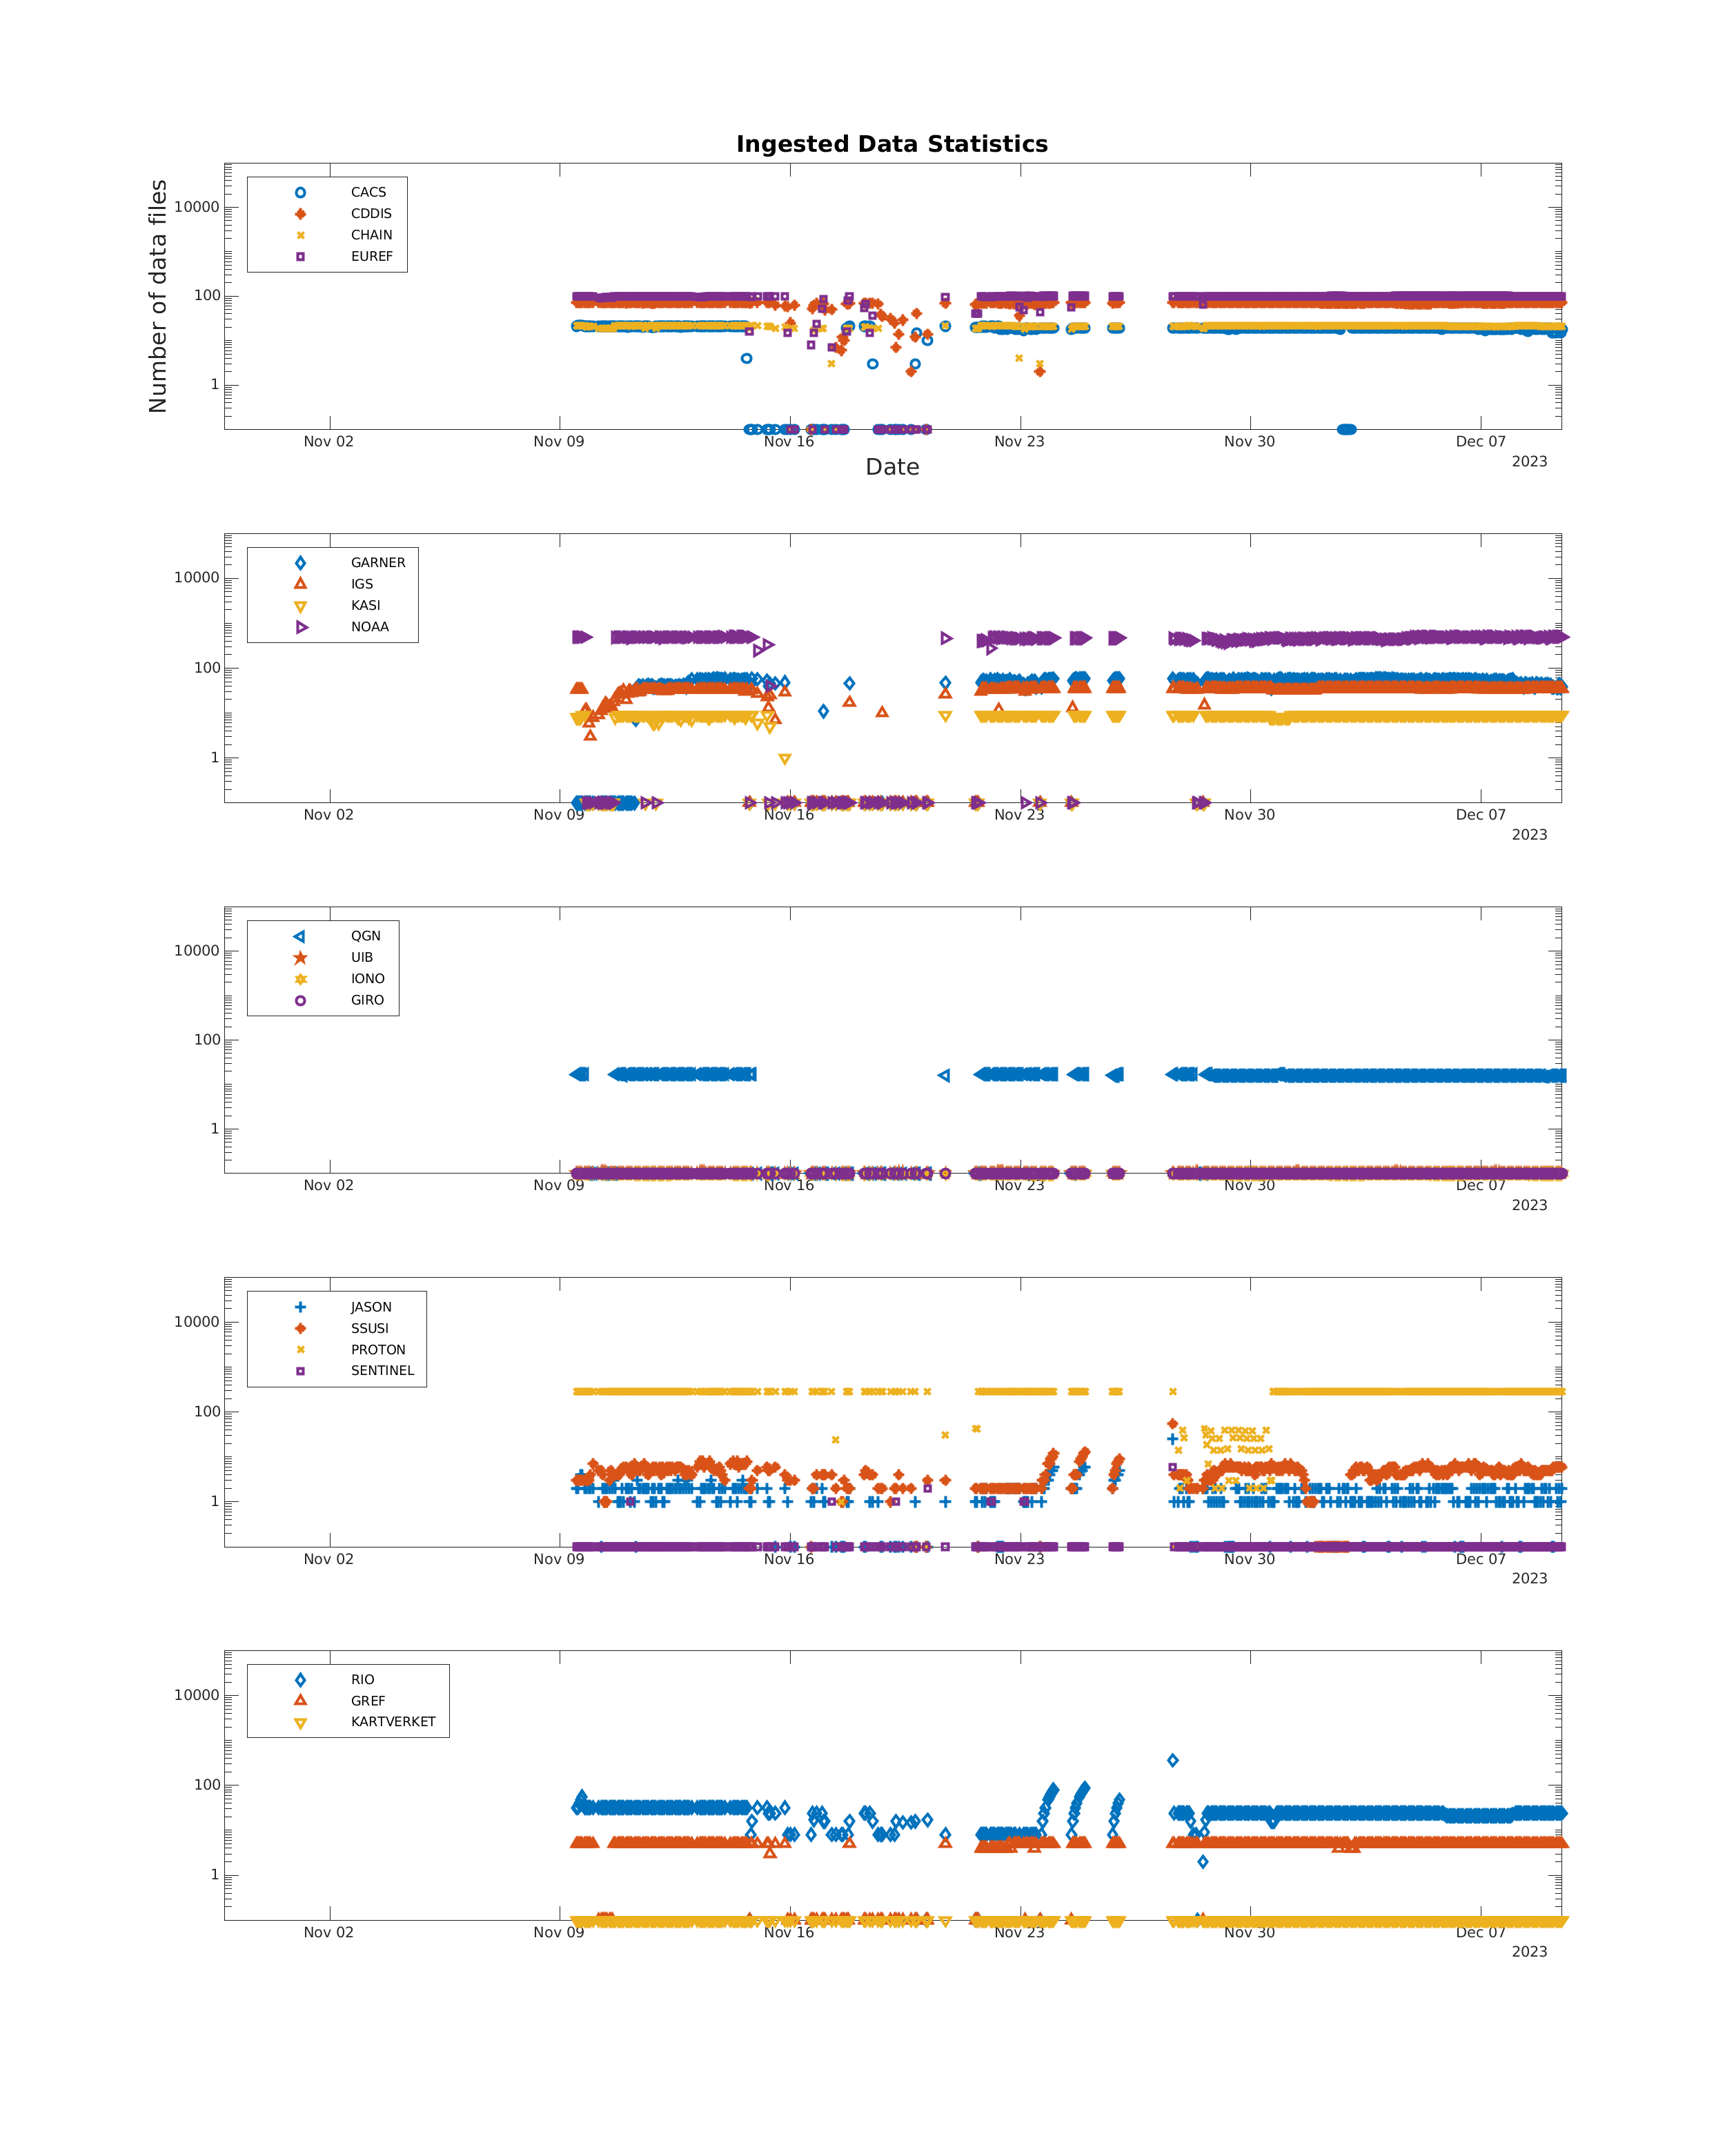 Ingested Data Statistics
Number of data files
10000
100
1
CACS
CDDIS
CHAIN
EUREF
Nov 02 Nov 09 Nov 16 Nov 23 Nov 30 Dec 07
2023
Date
10000
100
1
GARNER
IGS
KASI
NOAA
Nov 02 Nov 09 Nov 16 Nov 23 Nov 30 Dec 07
2023
10000
100
1
QGN
UIB
IONO
GIRO
Nov 02 Nov 09 Nov 16 Nov 23 Nov 30 Dec 07
2023
10000
100
1
JASON
SSUSI
PROTON
SENTINEL
Nov 02 Nov 09 Nov 16 Nov 23 Nov 30 Dec 07
2023
10000
100
1
RIO
GREF
KARTVERKET
Nov 02 Nov 09 Nov 16 Nov 23 Nov 30 Dec 07
2023